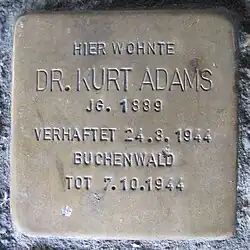 HIER WOHNTE
DR. KURT ADAMS
JG. 1889
VERHAFTET 24.8.1944
BUCHENWALD
TOT 7.10.1944